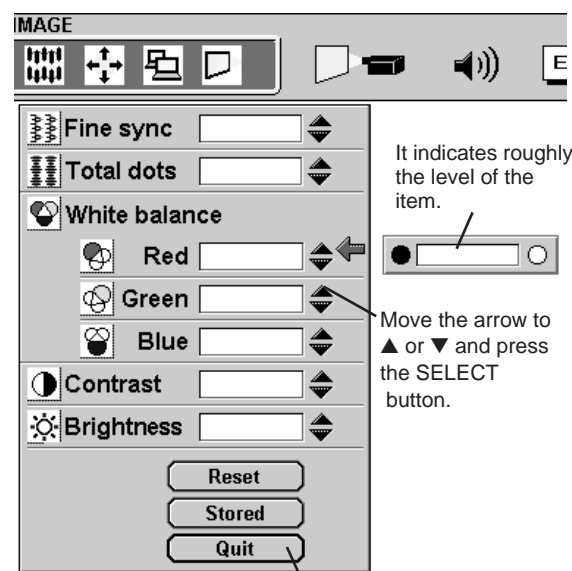 IMAGE
E
Fine sync
Total dots
White balance
Red
Green
Blue
Contrast
Brightness
Reset
Stored
Quit
It indicates roughly
the level of the
item.
Move the arrow to
▲ or ▼ and press
the SELECT
button.